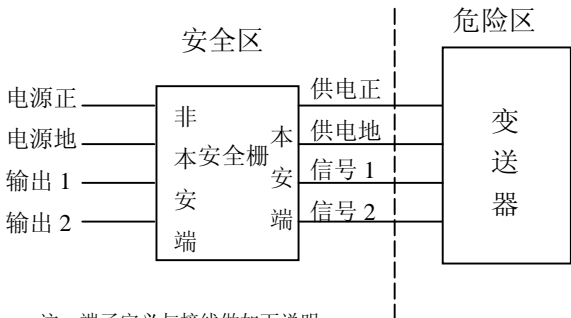 安全区
危险区
电源正
电源地
输出 1
输出 2
非本安端
安全栅
本安端
供电正
供电地
信号 1
信号 2
变送器